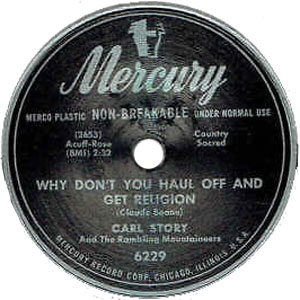 Mercury
MERCO PLASTIC NON-BREAKABLE UNDER NORMAL USE
(2653)
Acuff-Rose
(BMI) 2:32
Country
Sacred
WHY DON'T YOU HAUL OFF AND
GET RELIGION
(Claude Boone)
CARL STORY
And The Rambling Mountaineers
6229
MERCURY RECORD CORP. CHICAGO, ILLINOIS U.S.A.